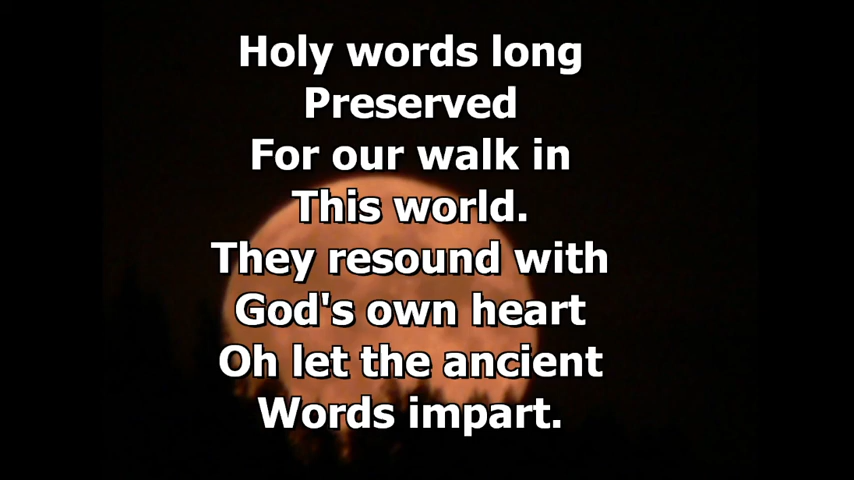 Holy words long
Preserved
For our walk in
This world.
They resound with
God's own heart
Oh let the ancient
Words impart.